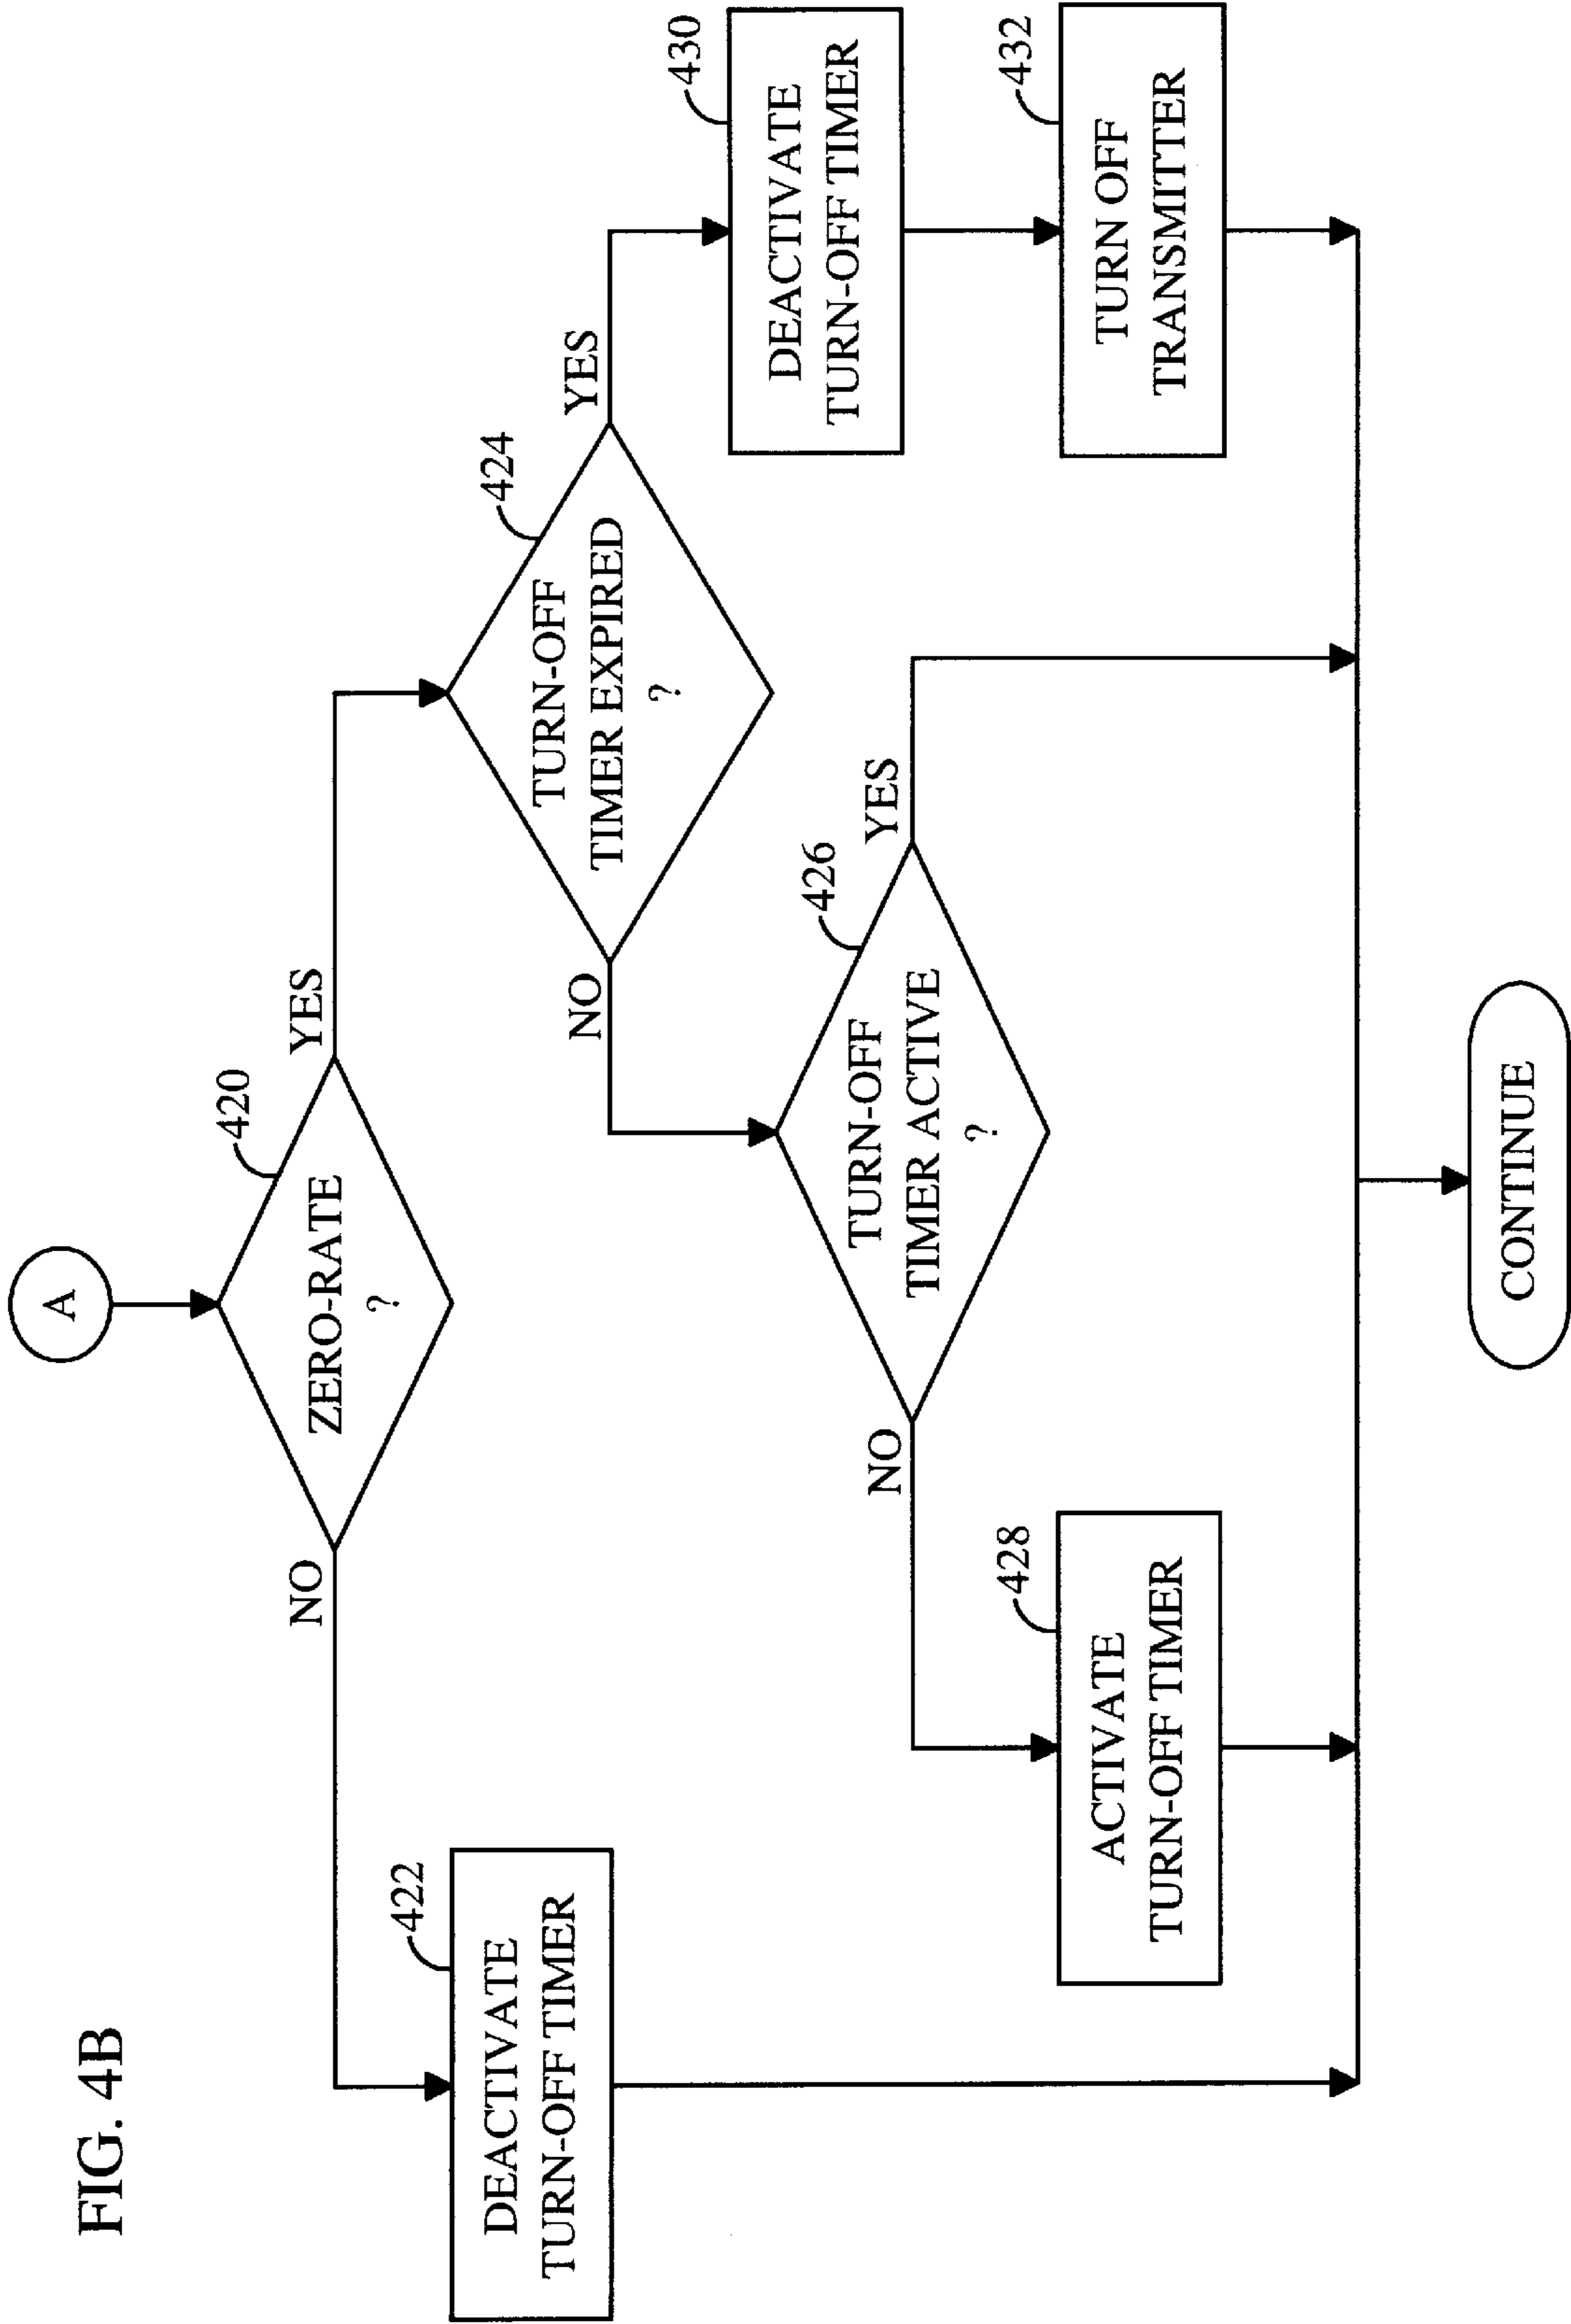 FIG. 4B
A
420
ZERO-RATE
?
NO
YES
422
DEACTIVATE
TURN-OFF TIMER
424
TURN-OFF
TIMER EXPIRED
?
NO
YES
426
TURN-OFF
TIMER ACTIVE
?
NO
YES
430
DEACTIVATE
TURN-OFF TIMER
428
ACTIVATE
TURN-OFF TIMER
432
TURN OFF
TRANSMITTER
CONTINUE